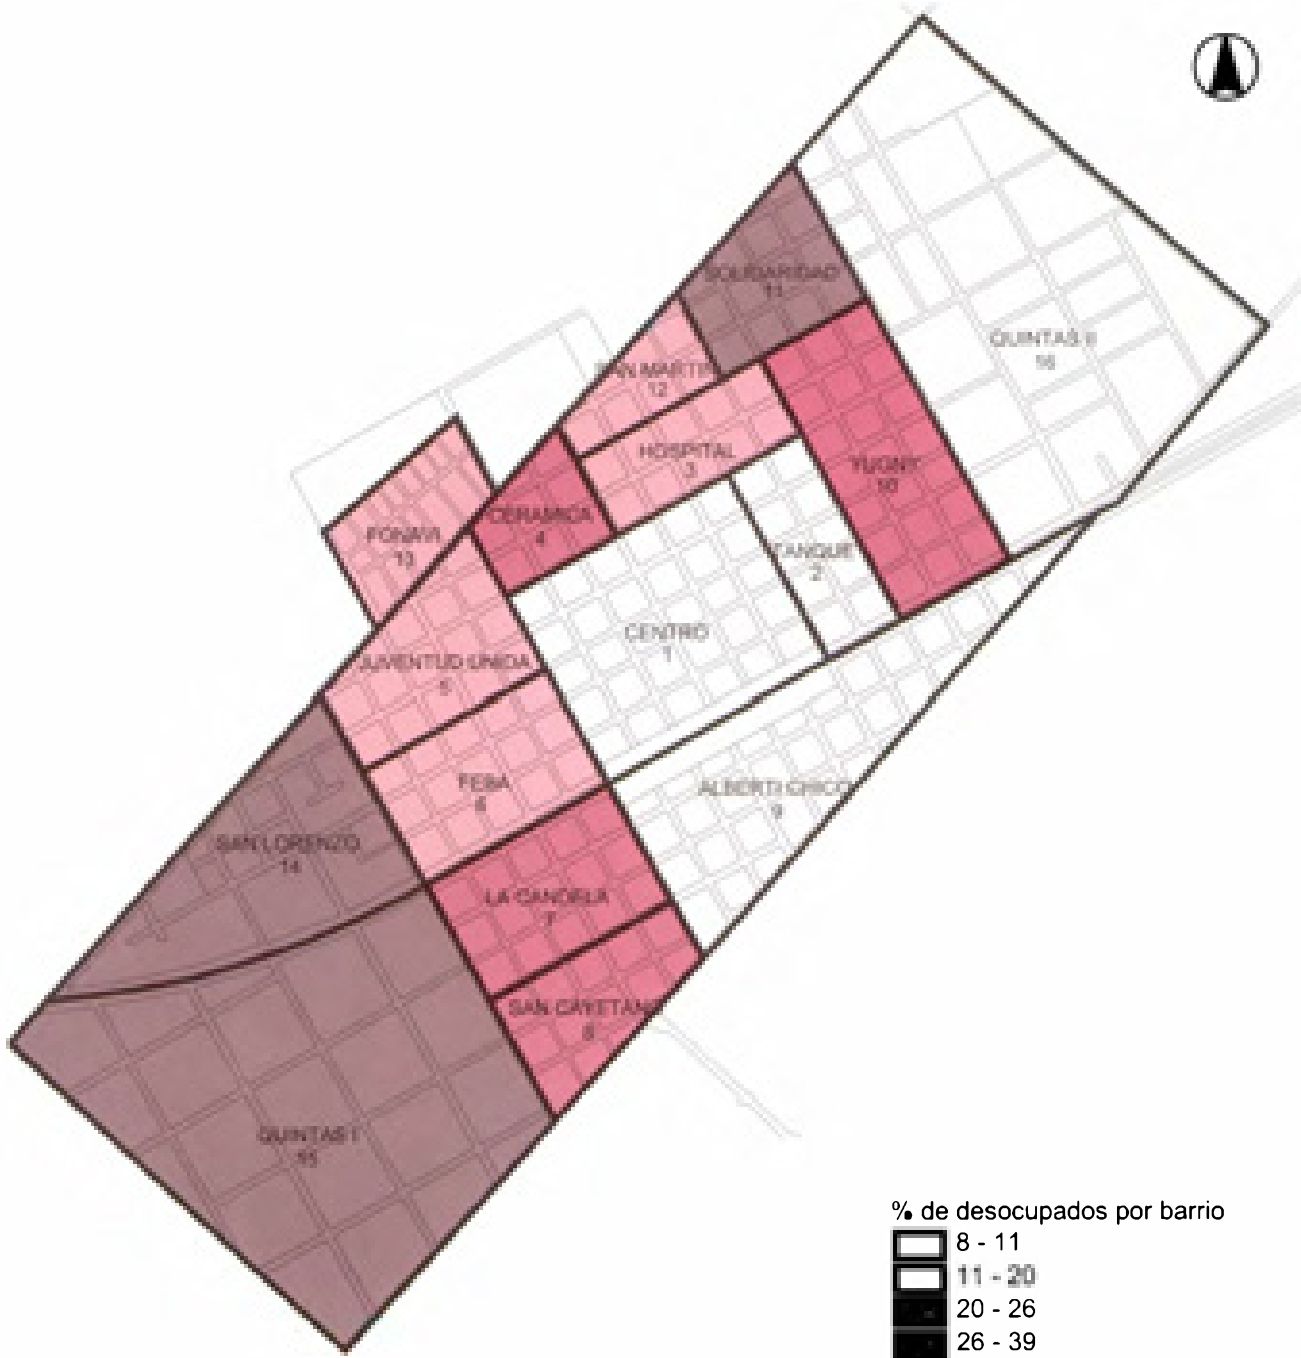 SOLIDARIDAD
11
QUINTAS II
16
SAN MARTIN
12
HOSPITAL
3
YUGNY
10
CERAMICA
4
FONAVI
13
TANQUE
2
CENTRO
1
JUVENTUD UNIDA
5
FEBA
6
ALBERTI CHICO
9
SAN LORENZO
14
LA CANDELA
7
SAN CAYETANO
8
QUINTAS I
15
% de desocupados por barrio
8 - 11
11 - 20
20 - 26
26 - 39